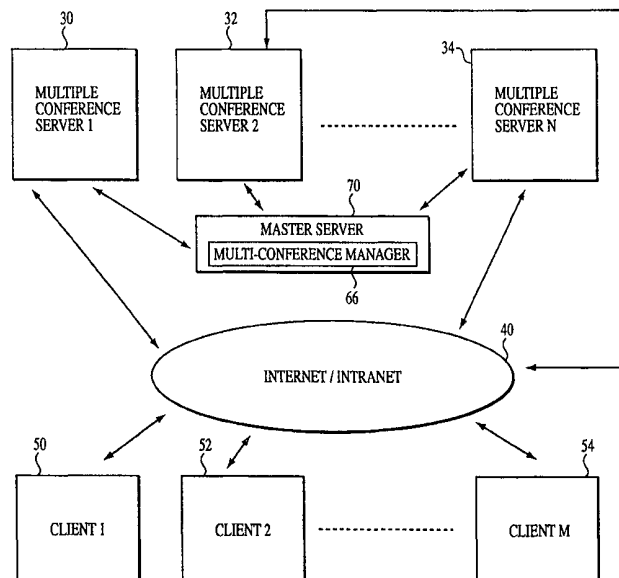 30
32
34
MULTIPLE
CONFERENCE
SERVER 1
MULTIPLE
CONFERENCE
SERVER 2
MULTIPLE
CONFERENCE
SERVER N
70
MASTER SERVER
MULTI-CONFERENCE MANAGER
66
40
INTERNET / INTRANET
50
52
54
CLIENT 1
CLIENT 2
CLIENT M